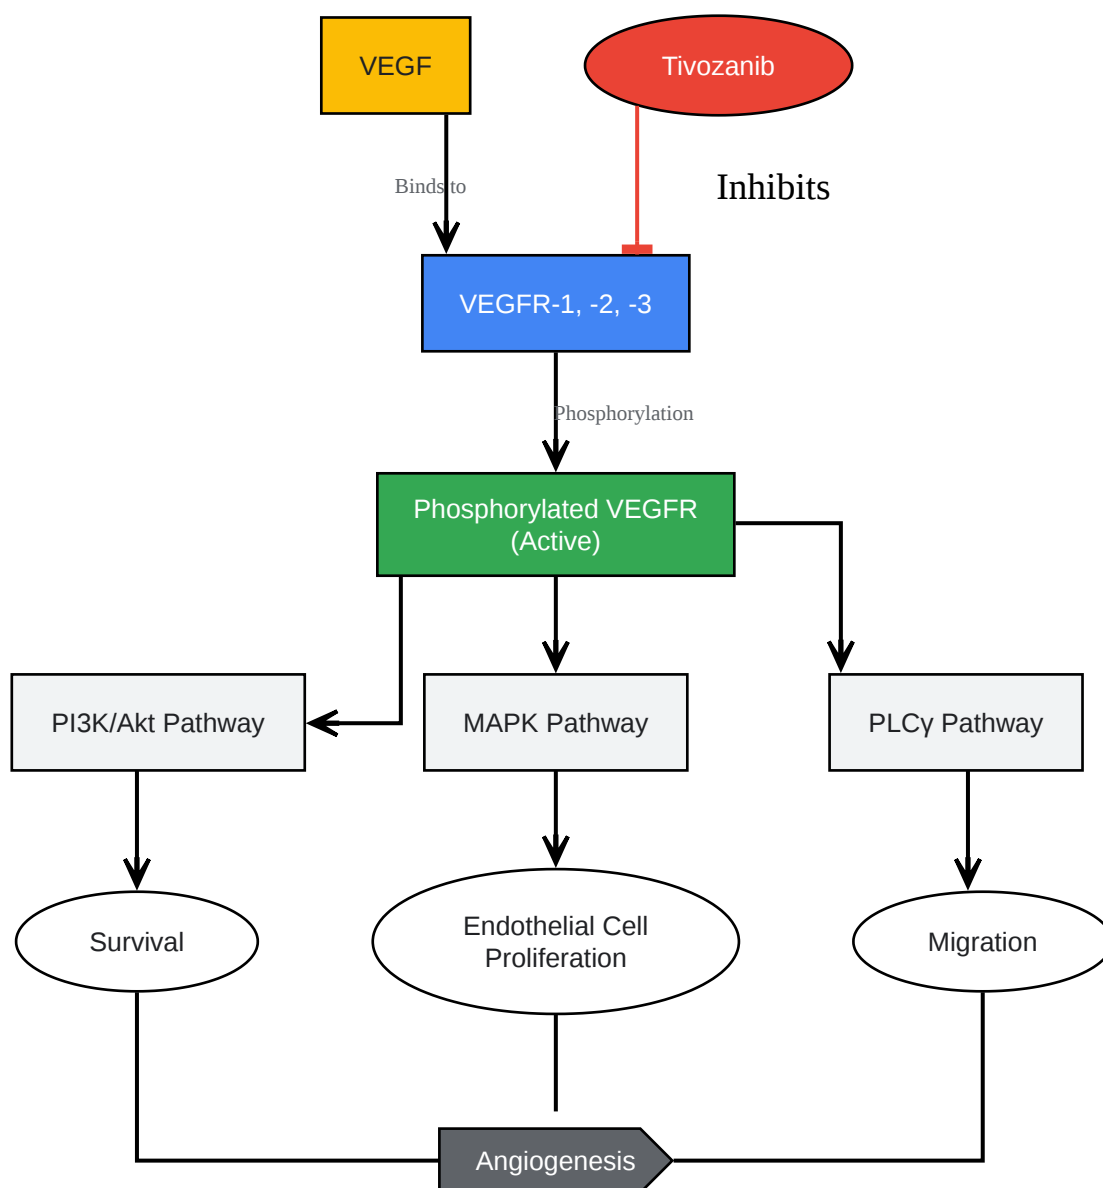 VEGF
Tivozanib
Binds to
Inhibits
VEGFR-1, -2, -3
Phosphorylation
Phosphorylated VEGFR
(Active)
PI3K/Akt Pathway
MAPK Pathway
PLCγ Pathway
Survival
Endothelial Cell
Proliferation
Migration
Angiogenesis